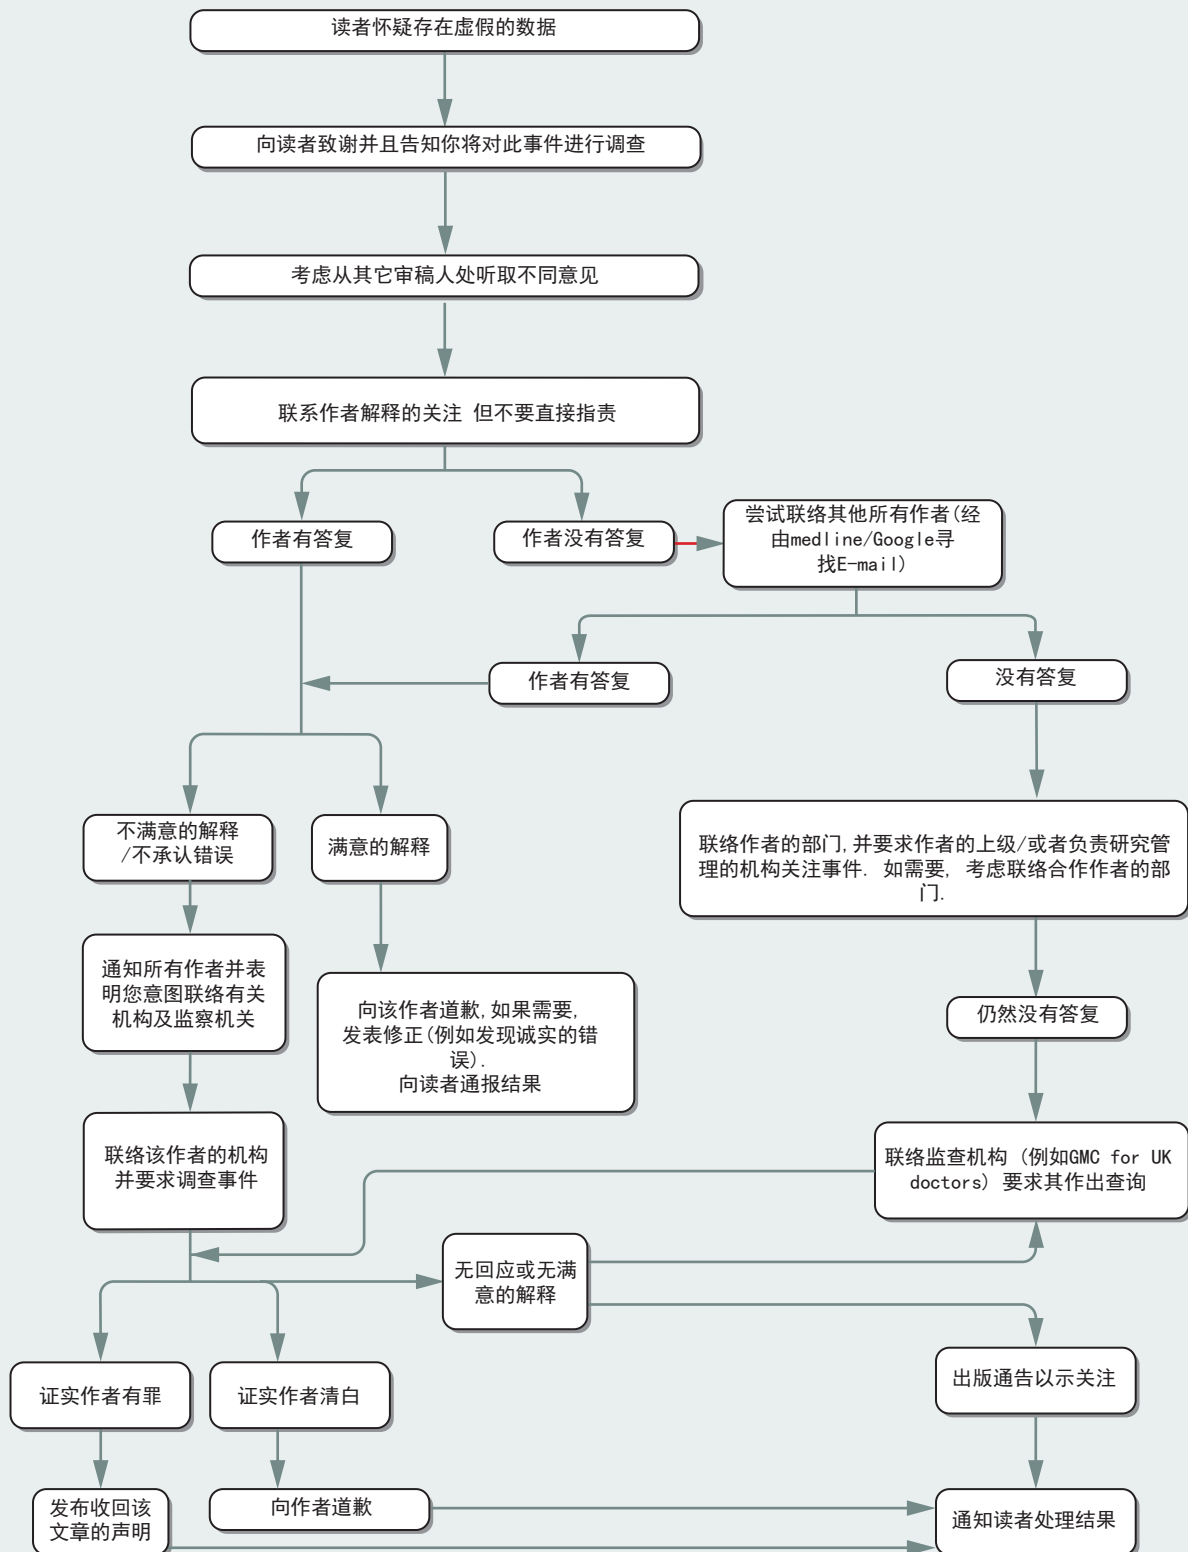 读者怀疑存在虚假的数据
向读者致谢并且告知你将对此事件进行调查
考虑从其它审稿人处听取不同意见
联系作者解释的关注 但不要直接指责
作者有答复
作者没有答复
尝试联络其他所有作者(经
由medline/Google寻
找E-mail)
作者有答复
没有答复
不满意的解释
/不承认错误
满意的解释
联络作者的部门,并要求作者的上级/或者负责研究管
理的机构关注事件. 如需要, 考虑联络合作作者的部
门.
通知所有作者并表
明您意图联络有关
机构及监察机关
向该作者道歉,如果需要,
发表修正(例如发现诚实的错
误).
向读者通报结果
仍然没有答复
联络该作者的机构
并要求调查事件
联络监查机构 (例如GMC for UK
doctors) 要求其作出查询
无回应或无满
意的解释
证实作者有罪
证实作者清白
出版通告以示关注
发布收回该
文章的声明
向作者道歉
通知读者处理结果